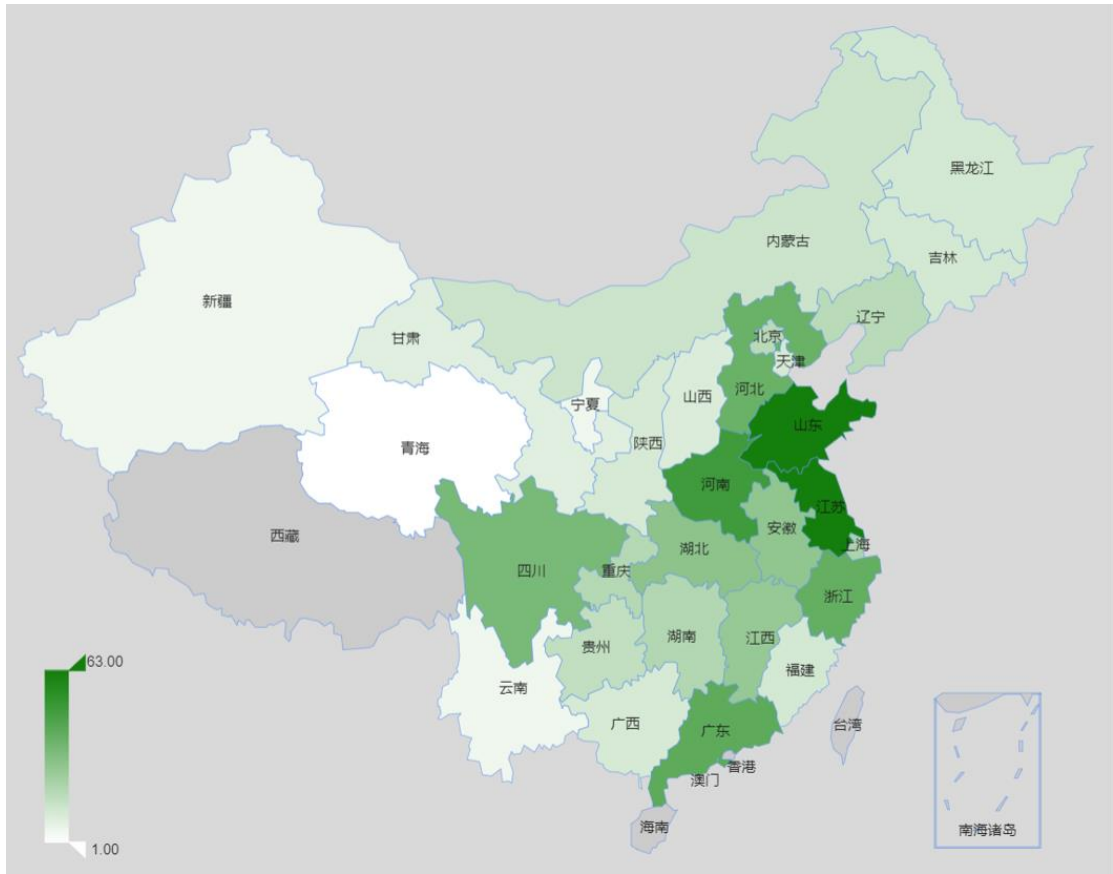 黑龙江
内蒙古
吉林
新疆
辽宁
北京
甘肃
天津
河北
山西
宁夏
山东
陕西
青海
河南
江苏
安徽
西藏
上海
湖北
四川
重庆
浙江
湖南
江西
贵州
63.00
福建
云南
广西
广东
台湾
香港
澳门
海南
南海诸岛
1.00